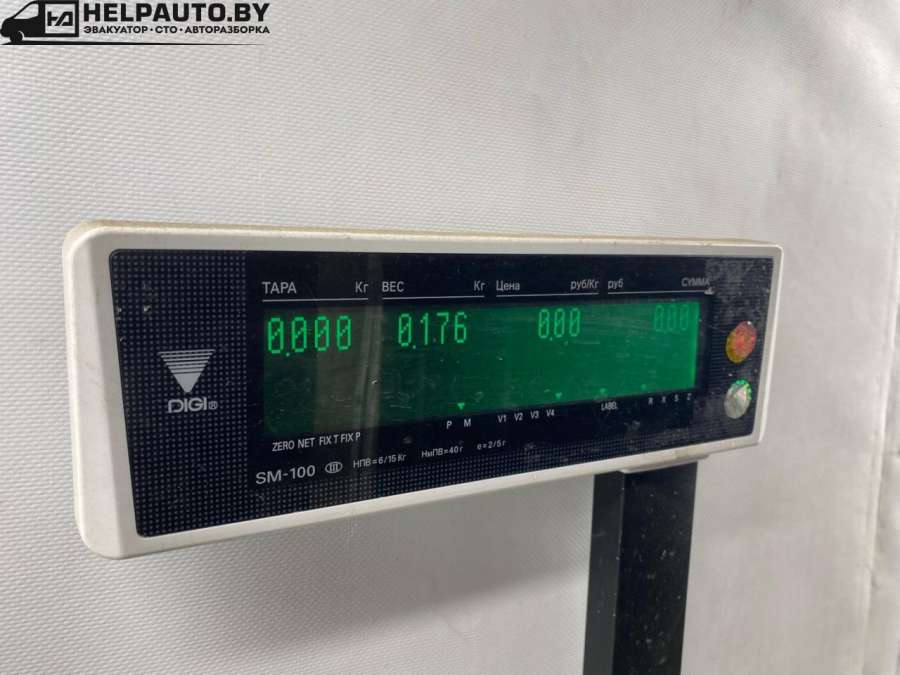 HELPAUTO.BY
ЭВАКУАТОР • СТО • АВТОРАЗБОРКА
ТАРА Кг ВЕС Кг Цена руб/Кг руб СУММА
0.000 0.176 0.00 0.00
DIGI®
P M V1 V2 V3 V4 LABEL R X S Z
ZERO NET FIX T FIX P
SM-100 III НПВ=6/15 Кг НмПВ=40 г e=2/5 г